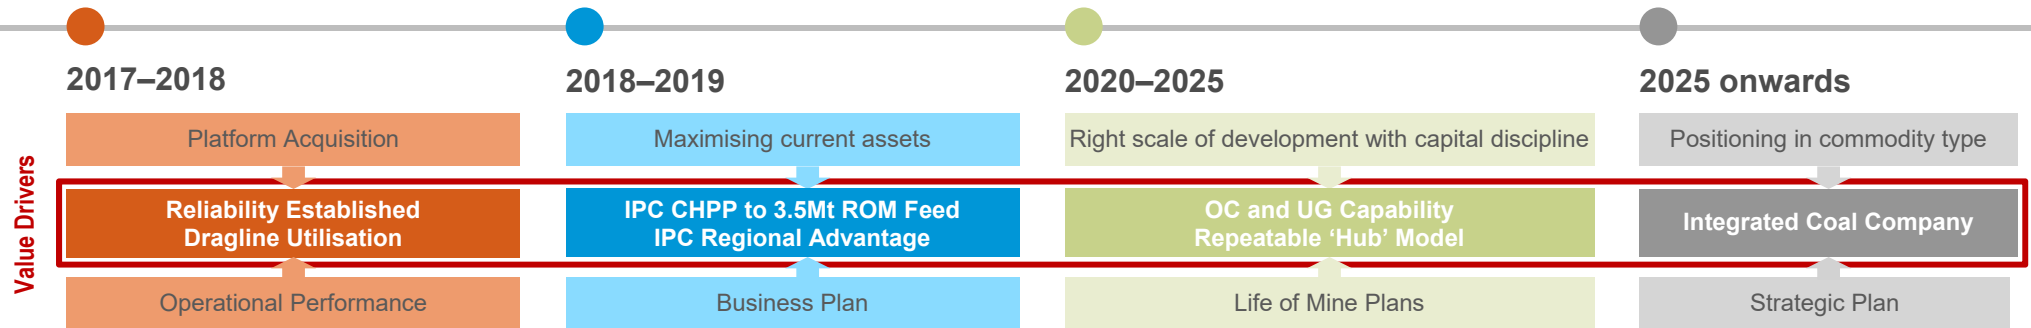 2017–2018
2018–2019
2020–2025
2025 onwards
Platform Acquisition
Maximising current assets
Right scale of development with capital discipline
Positioning in commodity type
Value Drivers
Reliability Established
Dragline Utilisation
IPC CHPP to 3.5Mt ROM Feed
IPC Regional Advantage
OC and UG Capability
Repeatable ‘Hub’ Model
Integrated Coal Company
Operational Performance
Business Plan
Life of Mine Plans
Strategic Plan